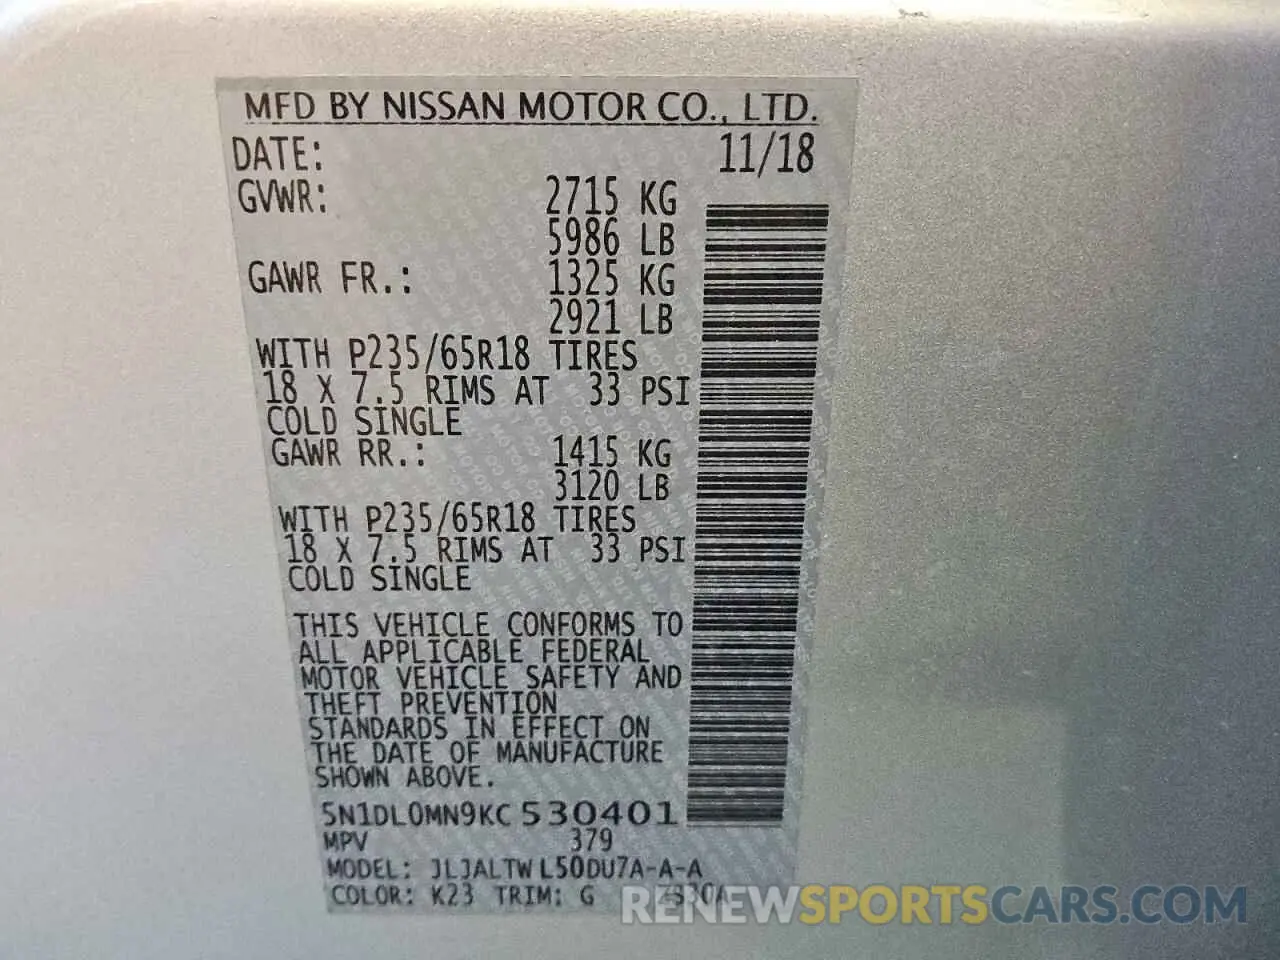 MFD BY NISSAN MOTOR CO., LTD.
DATE: 11/18
GVWR: 2715 KG
5986 LB
GAWR FR.: 1325 KG
2921 LB
WITH P235/65R18 TIRES
18 X 7.5 RIMS AT 33 PSI
COLD SINGLE
GAWR RR.: 1415 KG
3120 LB
WITH P235/65R18 TIRES
18 X 7.5 RIMS AT 33 PSI
COLD SINGLE
THIS VEHICLE CONFORMS TO
ALL APPLICABLE FEDERAL
MOTOR VEHICLE SAFETY AND
THEFT PREVENTION
STANDARDS IN EFFECT ON
THE DATE OF MANUFACTURE
SHOWN ABOVE.
5N1DL0MN9KC530401
MPV 379
MODEL: JLJALTW L50DU7A-A-A
COLOR: K23 TRIM: G
RENEWSPORTSCARS.COM